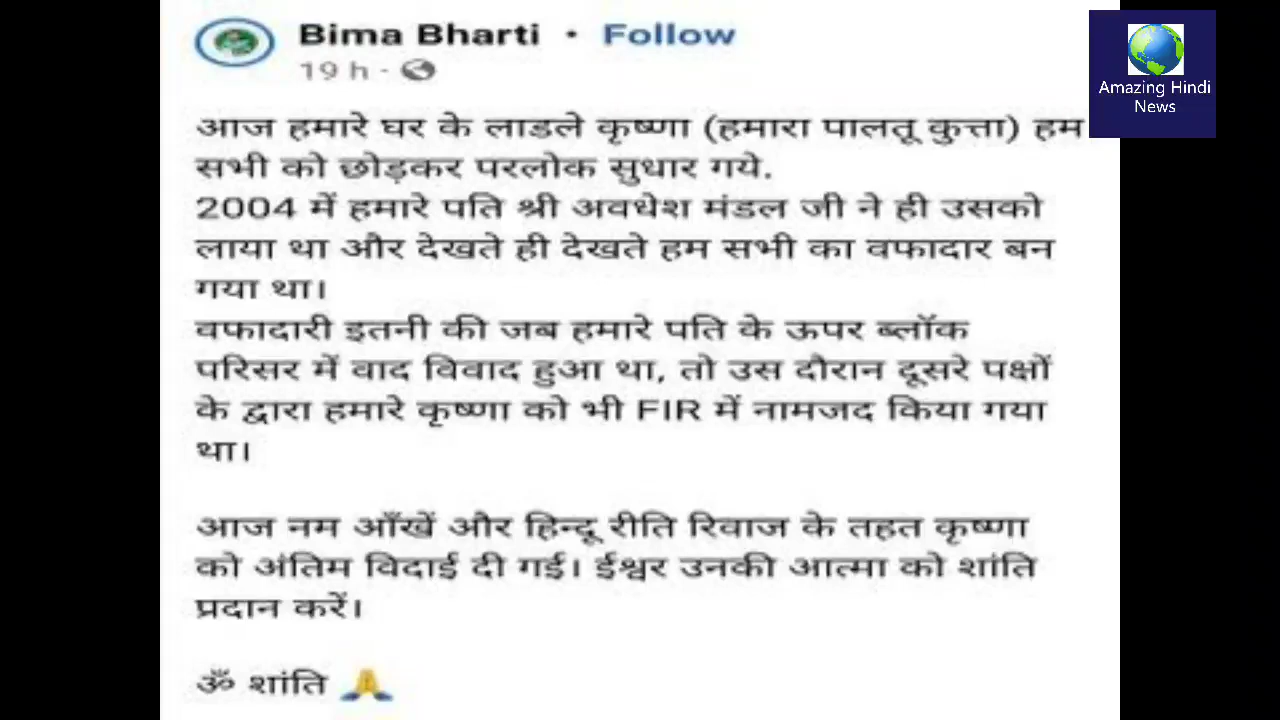 Bima Bharti • Follow
19 h ·
Amazing Hindi
News
आज हमारे घर के लाडले कृष्णा (हमारा पालतू कुत्ता) हम
सभी को छोड़कर परलोक सुधार गये.
2004 में हमारे पति श्री अवधेश मंडल जी ने ही उसको
लाया था और देखते ही देखते हम सभी का वफादार बन
गया था।
वफादारी इतनी की जब हमारे पति के ऊपर ब्लॉक
परिसर में वाद विवाद हुआ था, तो उस दौरान दूसरे पक्षों
के द्वारा हमारे कृष्णा को भी FIR में नामजद किया गया
था।
आज नम आँखें और हिन्दू रीति रिवाज के तहत कृष्णा
को अंतिम विदाई दी गई। ईश्वर उनकी आत्मा को शांति
प्रदान करें।
ॐ शांति 🙏